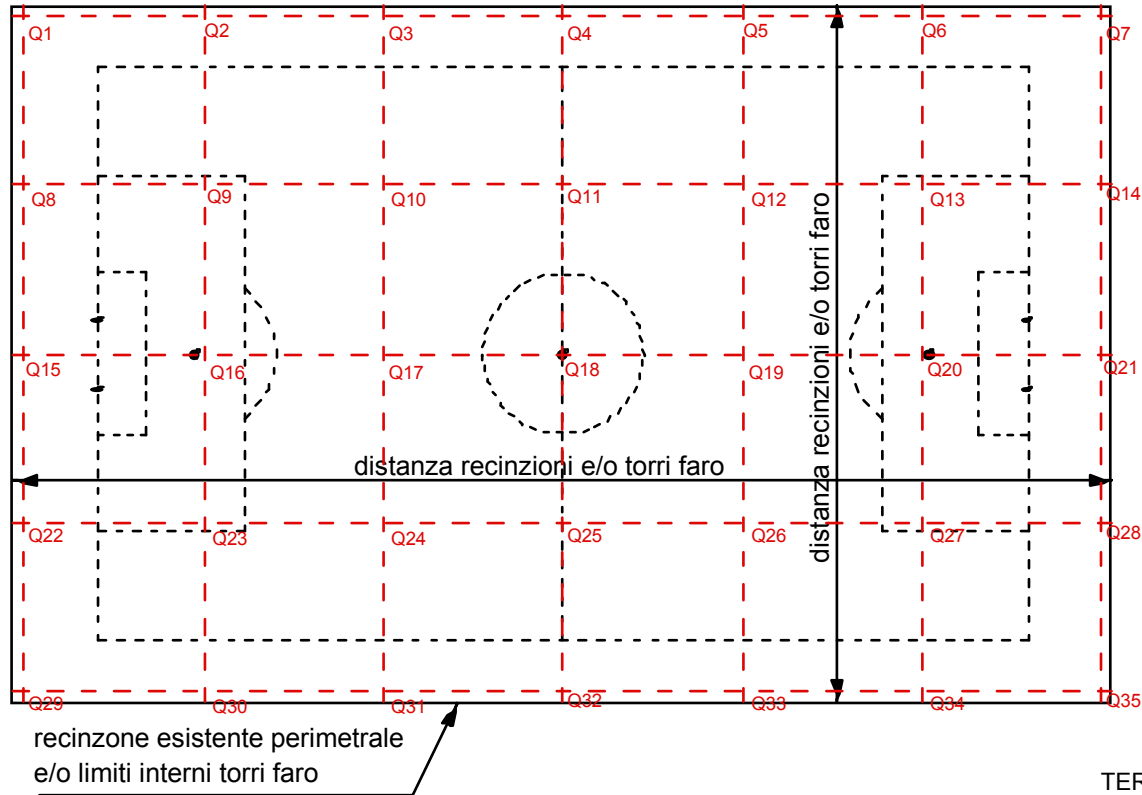 Q1 Q2 Q3 Q4 Q5 Q6 Q7
Q8 Q9 Q10 Q11 Q12 Q13 Q14
distanza recinzioni e/o torri faro
Q15 Q16 Q17 Q18 Q19 Q20 Q21
distanza recinzioni e/o torri faro
Q22 Q23 Q24 Q25 Q26 Q27 Q28
Q29 Q30 Q31 Q32 Q33 Q34 Q35
recinzone esistente perimetrale
e/o limiti interni torri faro
TER